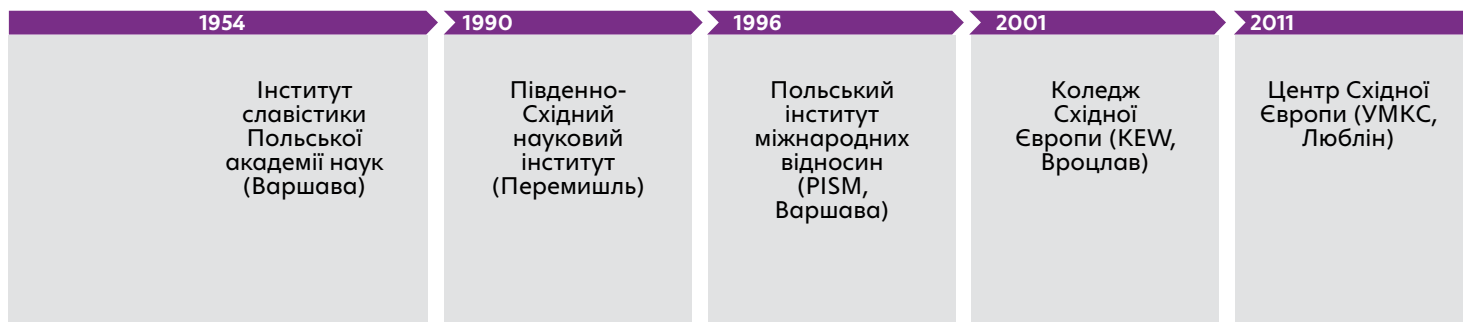 1954
Інститут
славістики
Польської
академії наук
(Варшава)
1990
Південно-
Східний
науковий
інститут
(Перемишль)
1996
Польський
інститут
міжнародних
відносин
(PISM,
Варшава)
2001
Коледж
Східної
Європи (KEW,
Вроцлав)
2011
Центр Східної
Європи (УМКС,
Люблін)